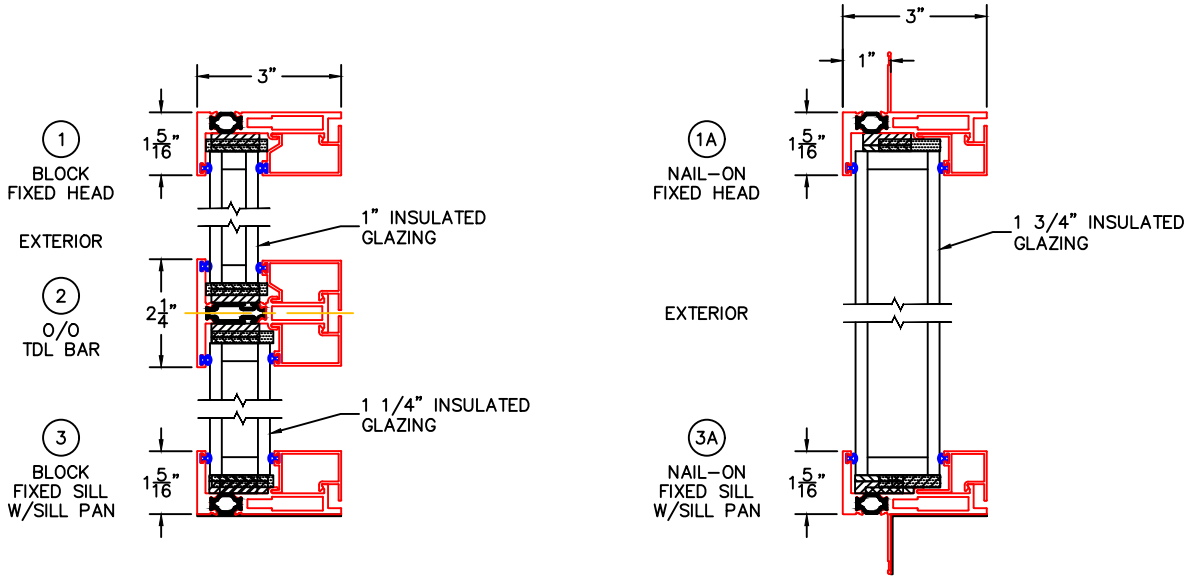 3"
1
BLOCK
FIXED HEAD
1 5/16"
EXTERIOR
1" INSULATED
GLAZING
2
O/O
TDL BAR
2 1/4"
1 1/4" INSULATED
GLAZING
3
BLOCK
FIXED SILL
W/SILL PAN
1 5/16"
3"
1"
1A
NAIL-ON
FIXED HEAD
1 5/16"
1 3/4" INSULATED
GLAZING
EXTERIOR
3A
NAIL-ON
FIXED SILL
W/SILL PAN
1 5/16"